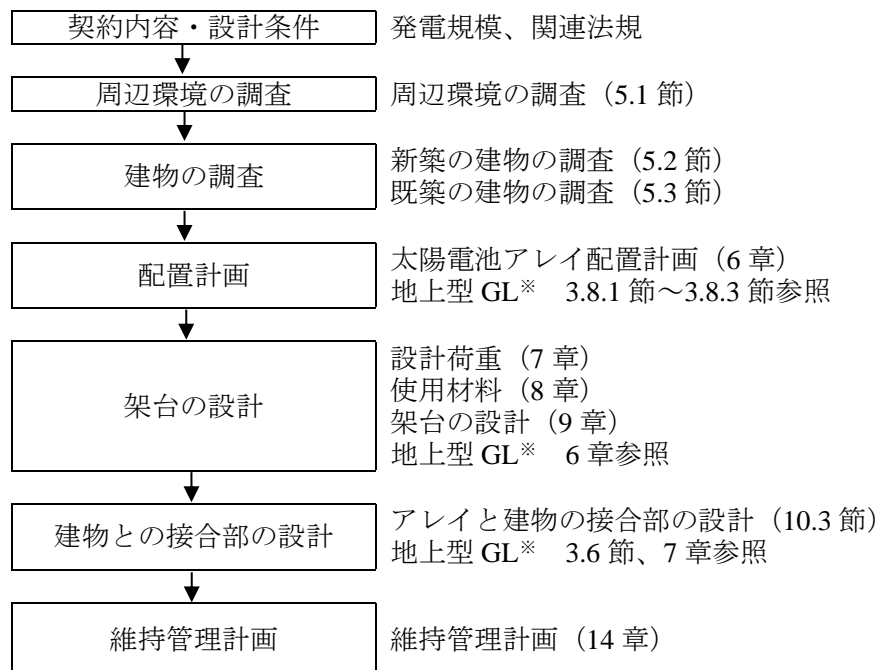 契約内容・設計条件 発電規模、関連法規
周辺環境の調査 周辺環境の調査（5.1 節）
建物の調査
新築の建物の調査（5.2 節）
既築の建物の調査（5.3 節）
配置計画
太陽電池アレイ配置計画（6 章）
地上型 GL※　3.8.1 節～3.8.3 節参照
架台の設計
設計荷重（7 章）
使用材料（8 章）
架台の設計（9 章）
地上型 GL※　6 章参照
建物との接合部の設計
アレイと建物の接合部の設計（10.3 節）
地上型 GL※　3.6 節、7 章参照
維持管理計画 維持管理計画（14 章）